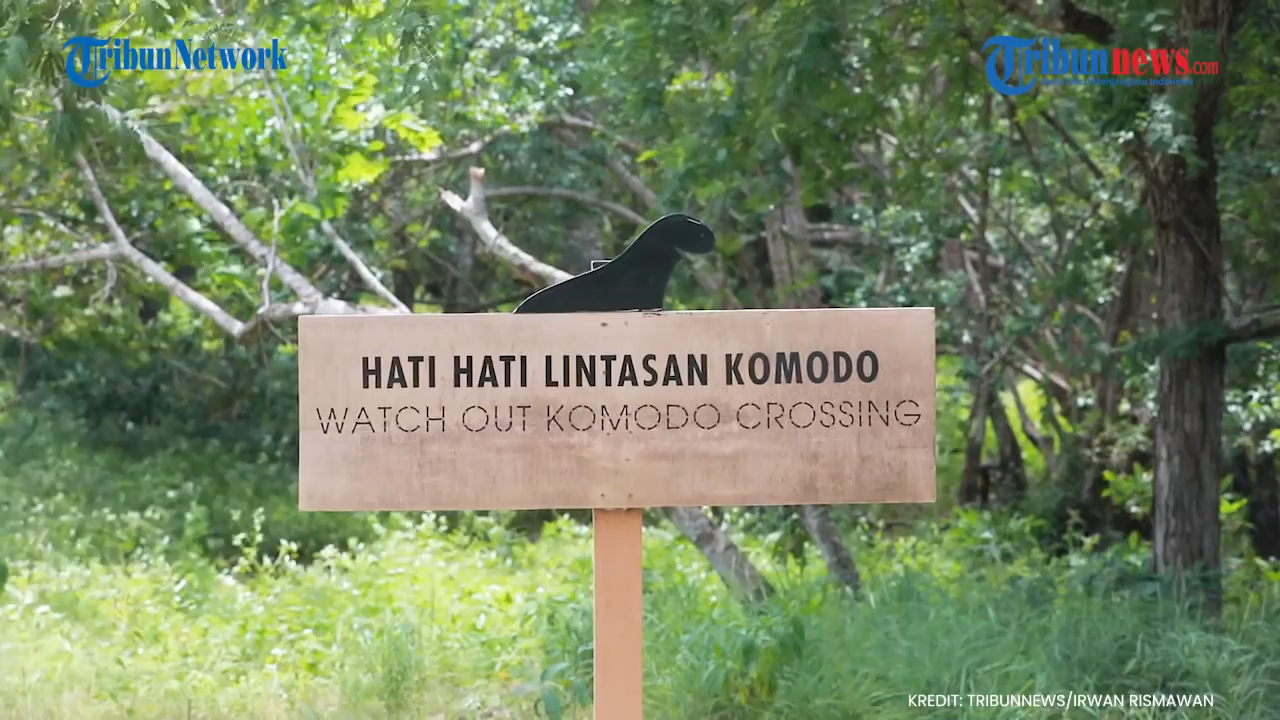 TribunNetwork
Tribunnews.com
HATI HATI LINTASAN KOMODO
WATCH OUT KOMODO CROSSING
KREDIT: TRIBUNNEWS/IRWAN RISMAWAN